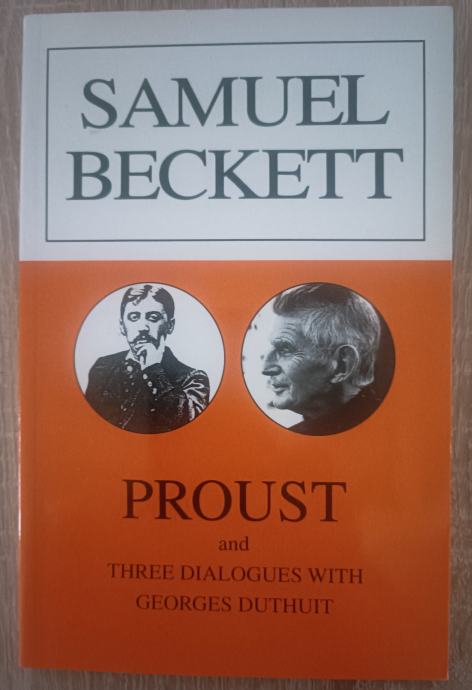 SAMUEL
BECKETT
PROUST
and
THREE DIALOGUES WITH
GEORGES DUTHUIT